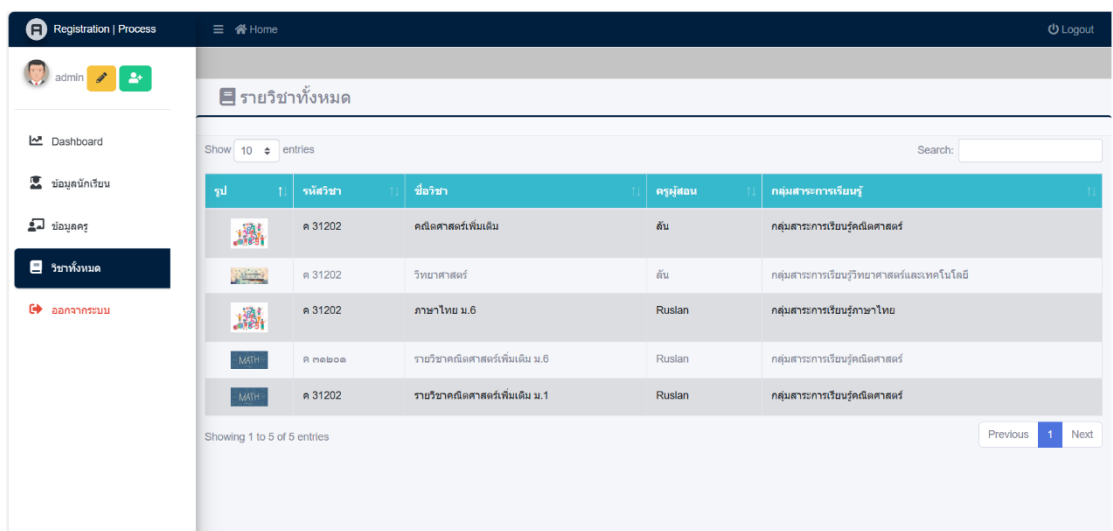 Registration | Process
Home
Logout
admin
รายวิชาทั้งหมด
Dashboard
ข้อมูลนักเรียน
ข้อมูลครู
วิชาทั้งหมด
ออกจากระบบ
Show 10 entries
Search:
รูป รหัสวิชา ชื่อวิชา ครูผู้สอน กลุ่มสาระการเรียนรู้
ค 31202 คณิตศาสตร์เพิ่มเติม ลัน กลุ่มสาระการเรียนรู้คณิตศาสตร์
ค 31202 วิทยาศาสตร์ ลัน กลุ่มสาระการเรียนรู้วิทยาศาสตร์และเทคโนโลยี
ค 31202 ภาษาไทย ม.6 Ruslan กลุ่มสาระการเรียนรู้ภาษาไทย
MATH ค ๓๑๒๐๑ รายวิชาคณิตศาสตร์เพิ่มเติม ม.6 Ruslan กลุ่มสาระการเรียนรู้คณิตศาสตร์
MATH ค 31202 รายวิชาคณิตศาสตร์เพิ่มเติม ม.1 Ruslan กลุ่มสาระการเรียนรู้คณิตศาสตร์
Showing 1 to 5 of 5 entries
Previous 1 Next